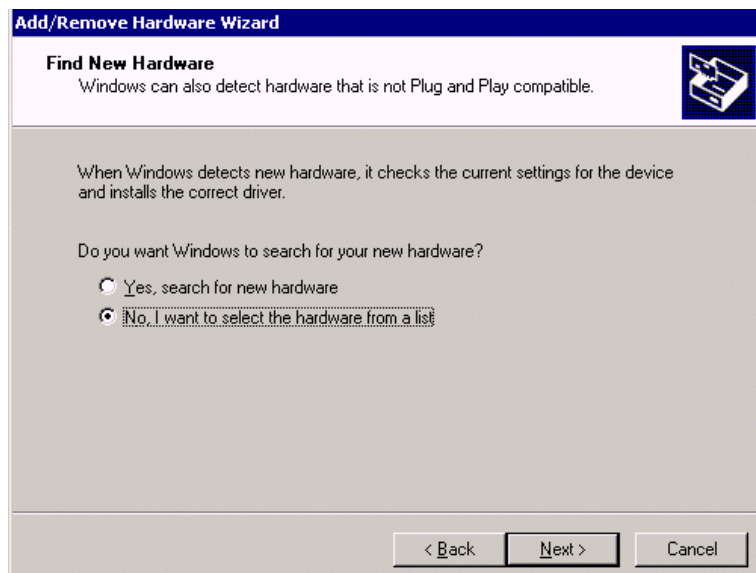 Add/Remove Hardware Wizard
Find New Hardware
Windows can also detect hardware that is not Plug and Play compatible.
When Windows detects new hardware, it checks the current settings for the device
and installs the correct driver.
Do you want Windows to search for your new hardware?
Yes, search for new hardware
No, I want to select the hardware from a list
< Back Next > Cancel